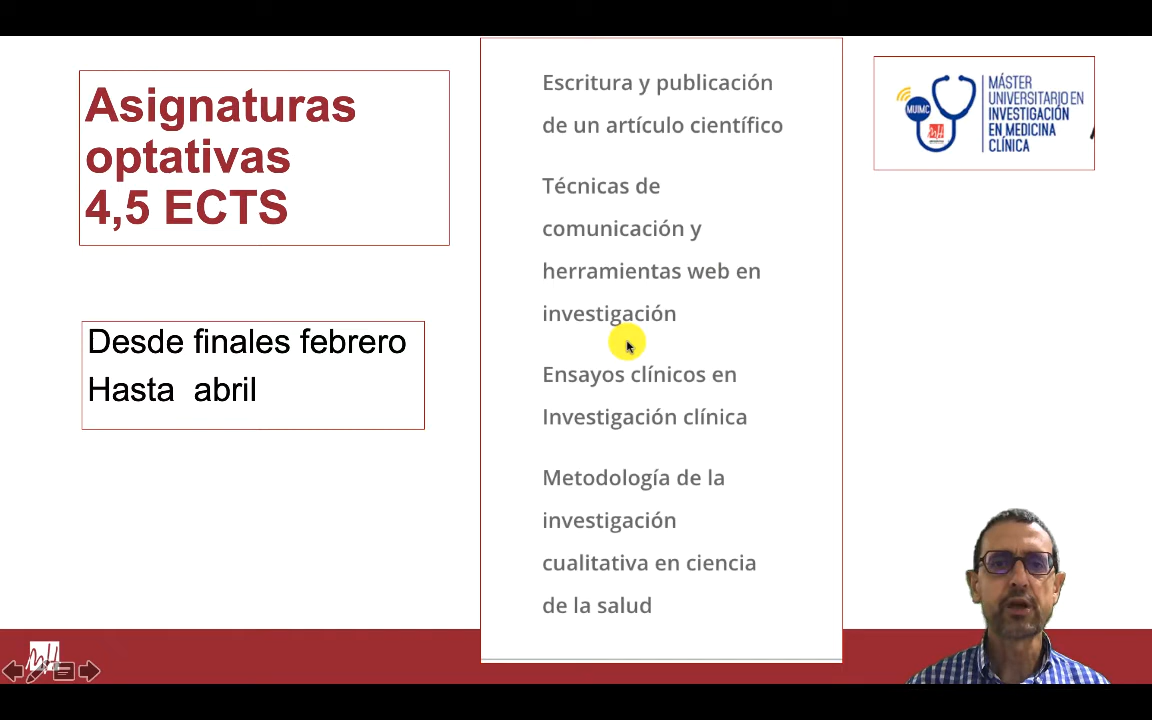 Asignaturas
optativas
4,5 ECTS
Desde finales febrero
Hasta abril
Escritura y publicación
de un artículo científico
Técnicas de
comunicación y
herramientas web en
investigación
Ensayos clínicos en
Investigación clínica
Metodología de la
investigación
cualitativa en ciencia
de la salud
MUIMC
MÁSTER
UNIVERSITARIO EN
INVESTIGACIÓN
EN MEDICINA
CLÍNICA